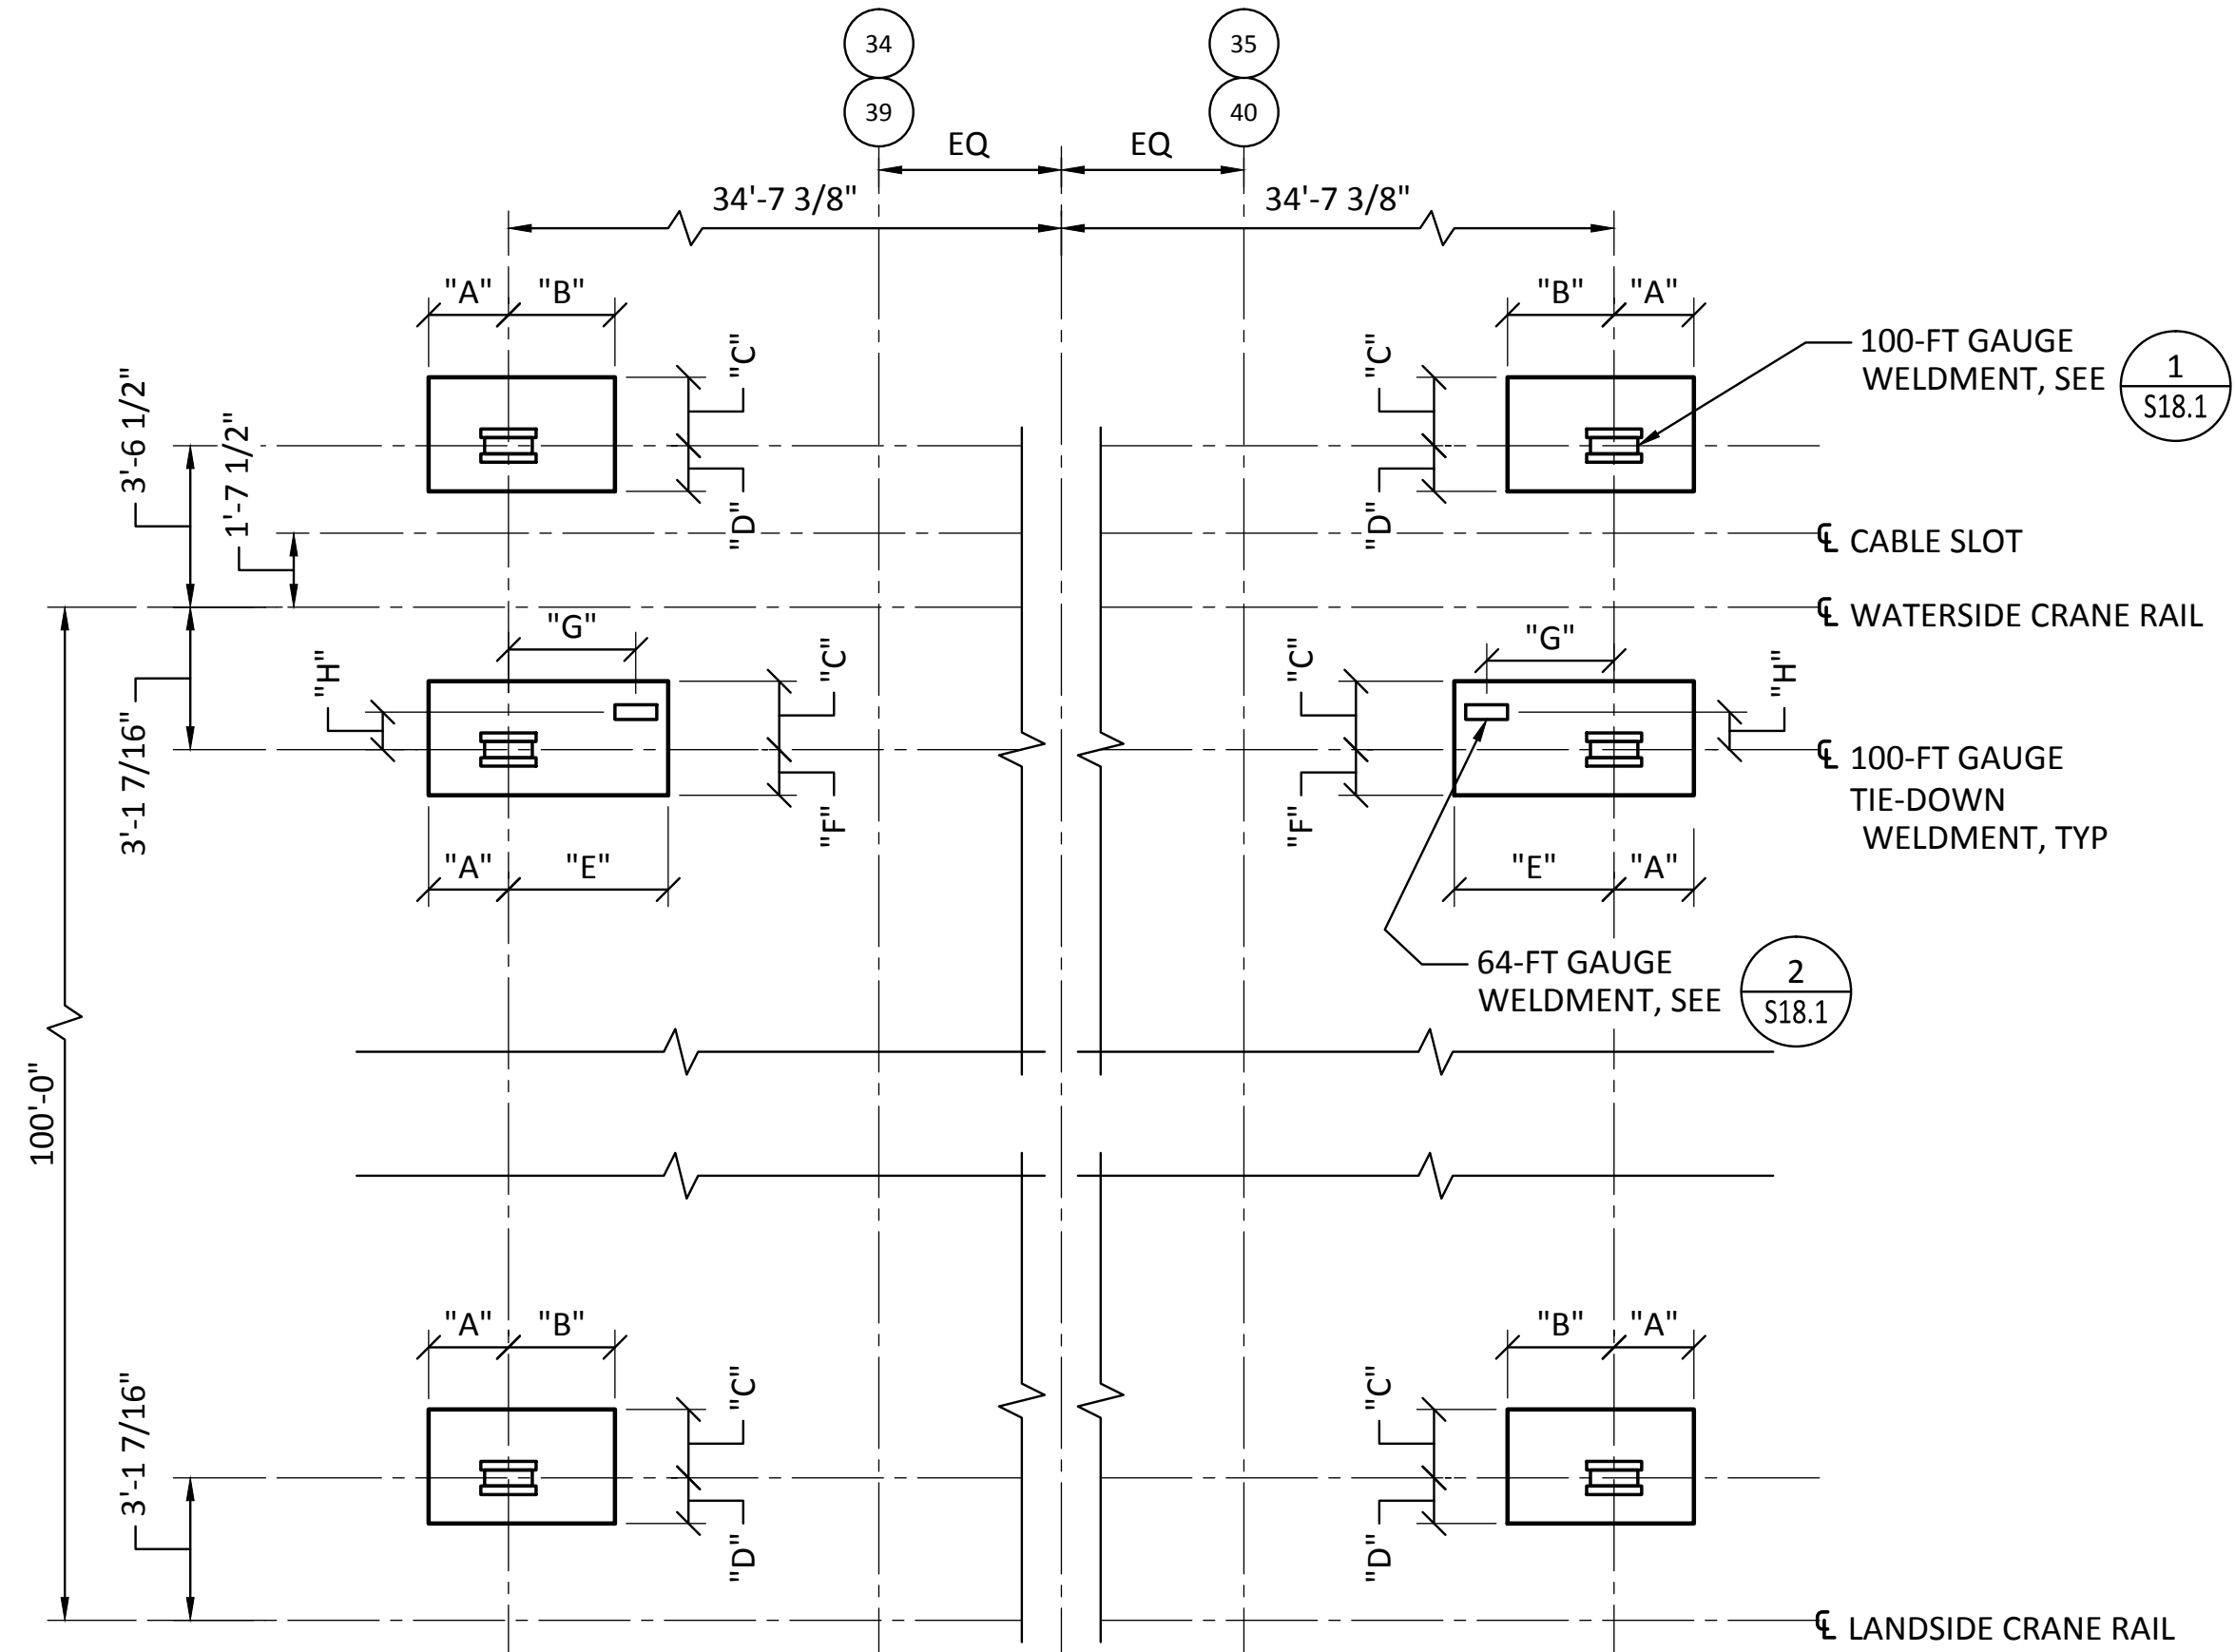 34
35
39
40
EQ
EQ
34'-7 3/8"
34'-7 3/8"
"A"
"B"
"B"
"A"
"C"
"C"
100-FT GAUGE
WELDMENT, SEE
1
S18.1
3'-6 1/2"
1'-7 1/2"
"D"
"D"
℄ CABLE SLOT
℄ WATERSIDE CRANE RAIL
"G"
"G"
"H"
"C"
"C"
"H"
3'-1 7/16"
℄ 100-FT GAUGE
TIE-DOWN
WELDMENT, TYP
"F"
"F"
"A"
"E"
"E"
"A"
64-FT GAUGE
WELDMENT, SEE
2
S18.1
100'-0"
"A"
"B"
"B"
"A"
"C"
"C"
3'-1 7/16"
"D"
"D"
℄ LANDSIDE CRANE RAIL